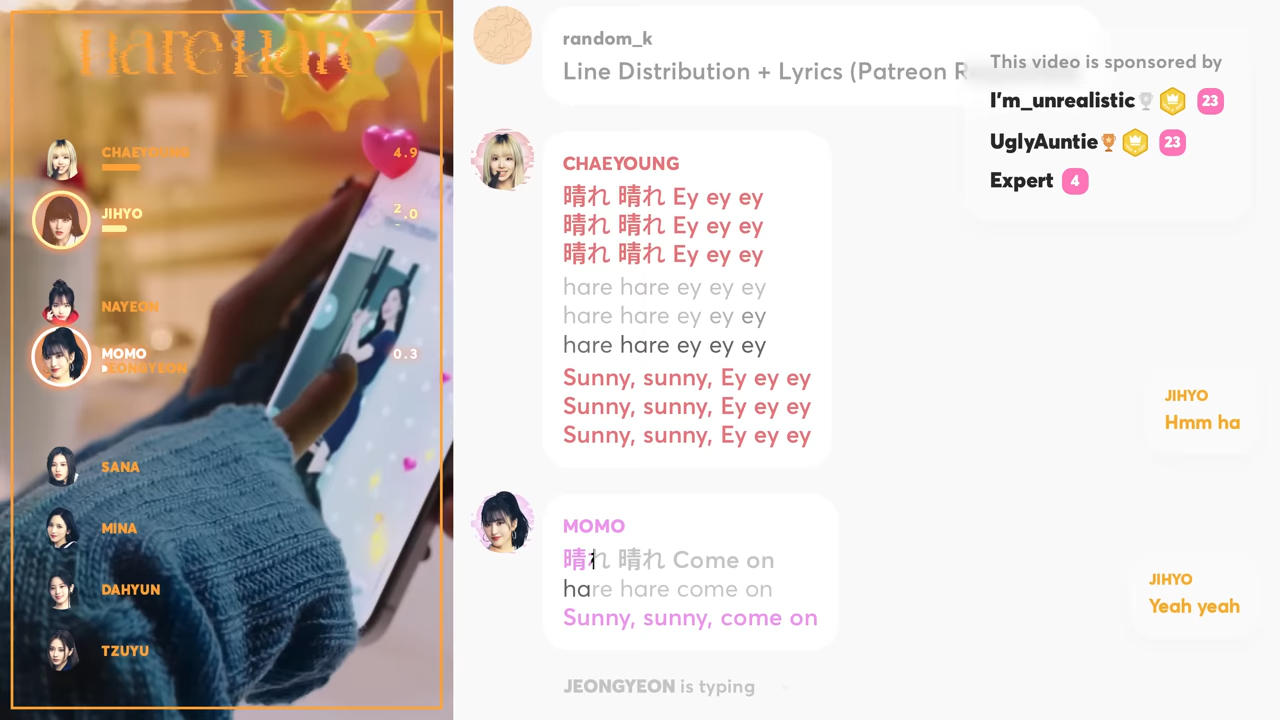 Hare Hare
CHAEYOUNG 4.9
JIHYO
NAYEON
MOMO 0.3
JEONGYEON
SANA
MINA
DAHYUN
TZUYU
random_k
Line Distribution + Lyrics (Patreon
This video is sponsored by
I'm_unrealistic 23
UglyAuntie 23
Expert 4
CHAEYOUNG
晴れ 晴れ Ey ey ey
晴れ 晴れ Ey ey ey
晴れ 晴れ Ey ey ey
hare hare ey ey ey
hare hare ey ey ey
hare hare ey ey ey
Sunny, sunny, Ey ey ey
Sunny, sunny, Ey ey ey
Sunny, sunny, Ey ey ey
JIHYO
Hmm ha
MOMO
晴れ 晴れ Come on
hare hare come on
Sunny, sunny, come on
JIHYO
Yeah yeah
JEONGYEON is typing